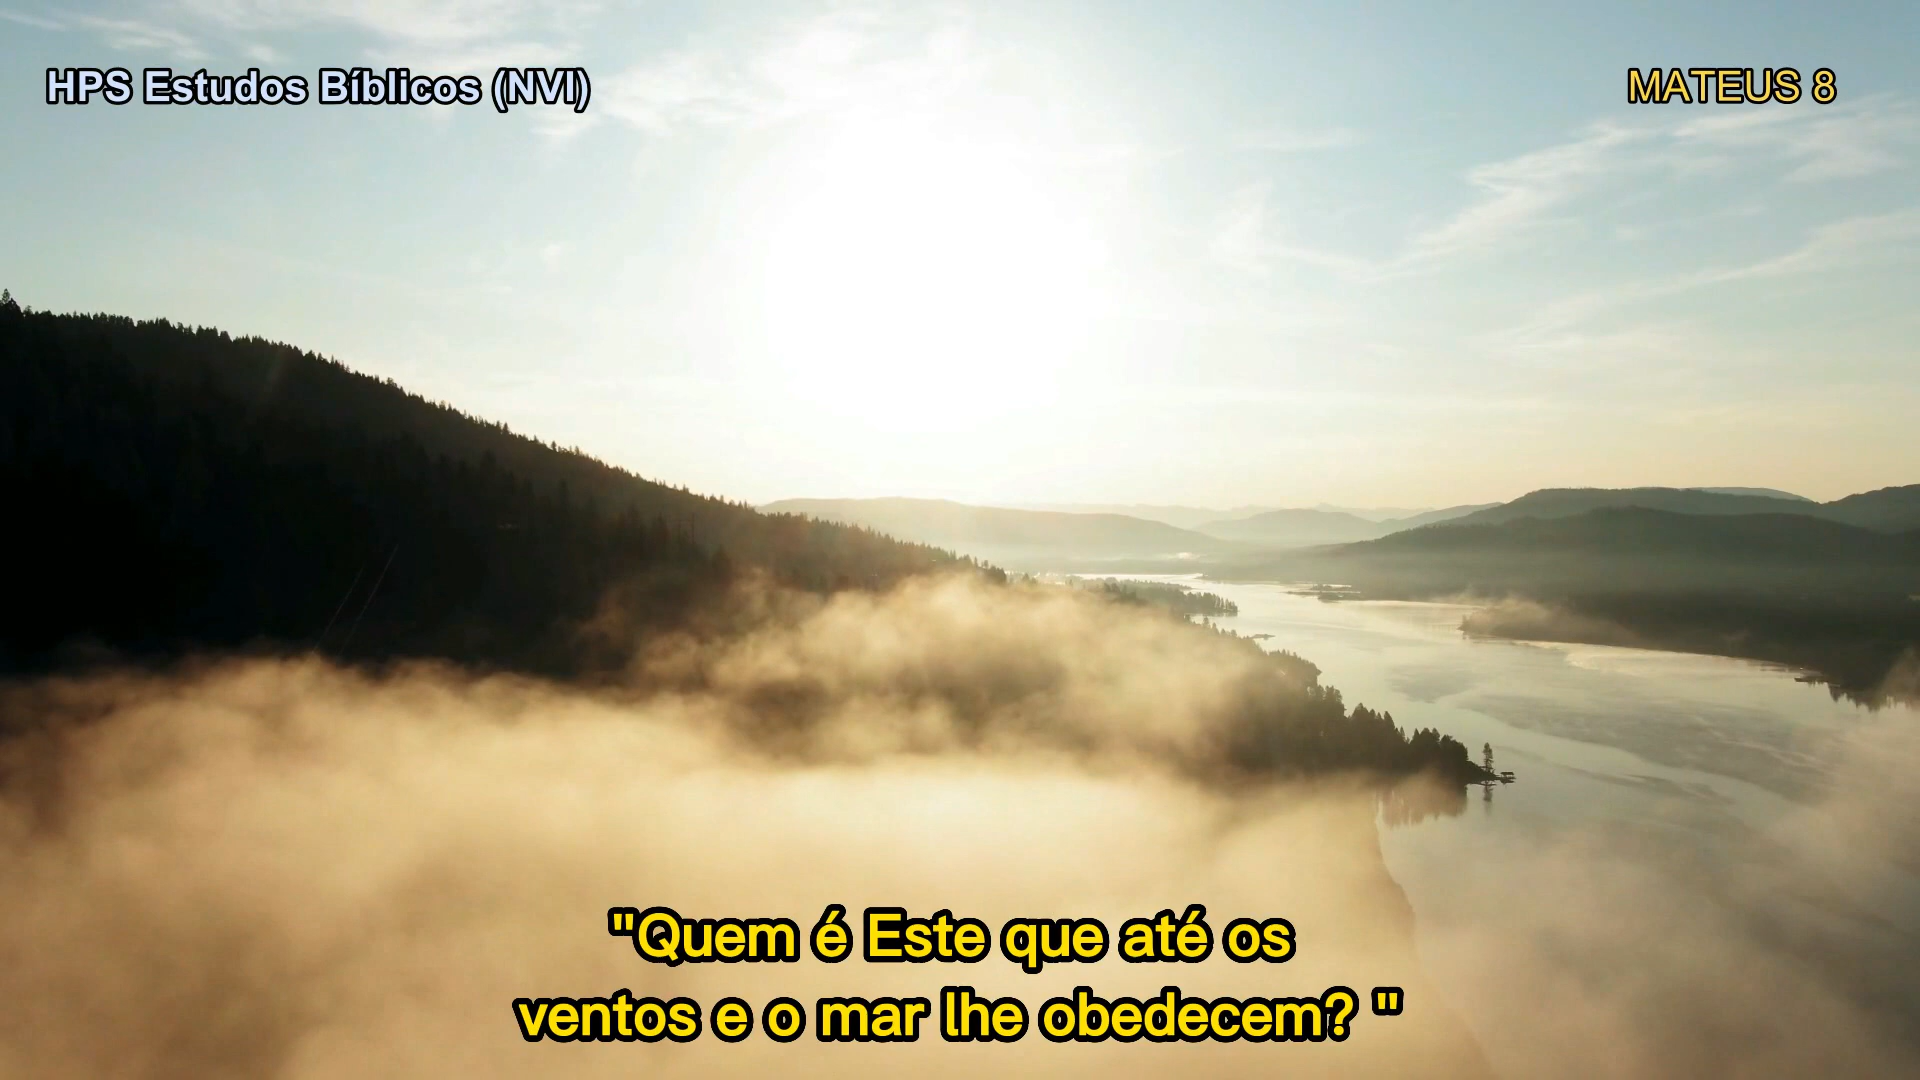 HPS Estudos Bíblicos (NVI)
MATEUS 8
"Quem é Este que até os
ventos e o mar lhe obedecem? "